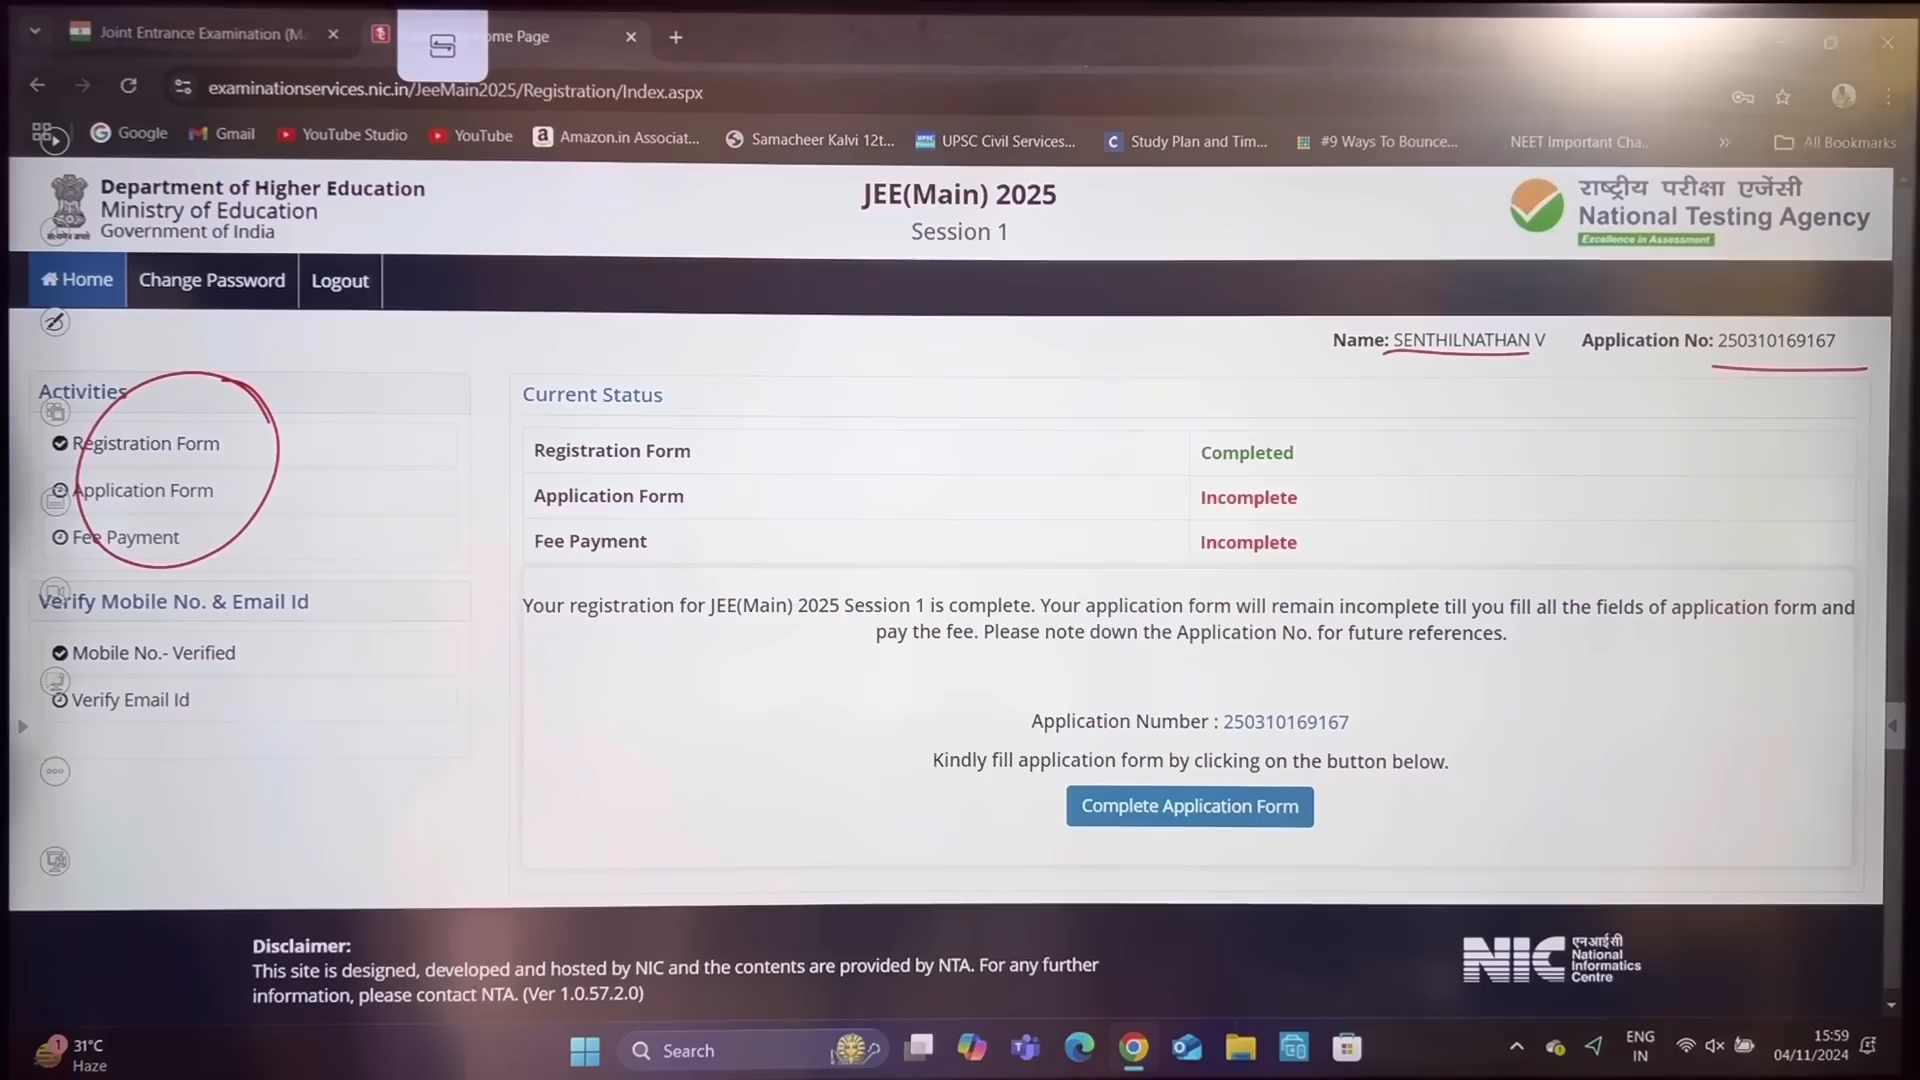 Joint Entrance Examination (M
ome Page
examinationservices.nic.in/JeeMain2025/Registration/Index.aspx
Google
Gmail
YouTube Studio
YouTube
Amazon.in Associat...
Samacheer Kalvi 12t...
UPSC Civil Services...
Study Plan and Tim...
#9 Ways To Bounce...
NEET Important Cha..
All Bookmarks
Department of Higher Education
Ministry of Education
Government of India
JEE(Main) 2025
Session 1
राष्ट्रीय परीक्षा एजेंसी
National Testing Agency
Excellence in Assessment
Home
Change Password
Logout
Name: SENTHILNATHAN V
Application No: 250310169167
Activities
Registration Form
Application Form
Fee Payment
Verify Mobile No. & Email Id
Mobile No.- Verified
Verify Email Id
Current Status
Registration Form Completed
Application Form Incomplete
Fee Payment Incomplete
Your registration for JEE(Main) 2025 Session 1 is complete. Your application form will remain incomplete till you fill all the fields of application form and
pay the fee. Please note down the Application No. for future references.
Application Number : 250310169167
Kindly fill application form by clicking on the button below.
Complete Application Form
Disclaimer:
This site is designed, developed and hosted by NIC and the contents are provided by NTA. For any further
information, please contact NTA. (Ver 1.0.57.2.0)
NIC
एनआईसी
National
Informatics
Centre
1
31°C
Haze
Search
ENG
IN
15:59
04/11/2024